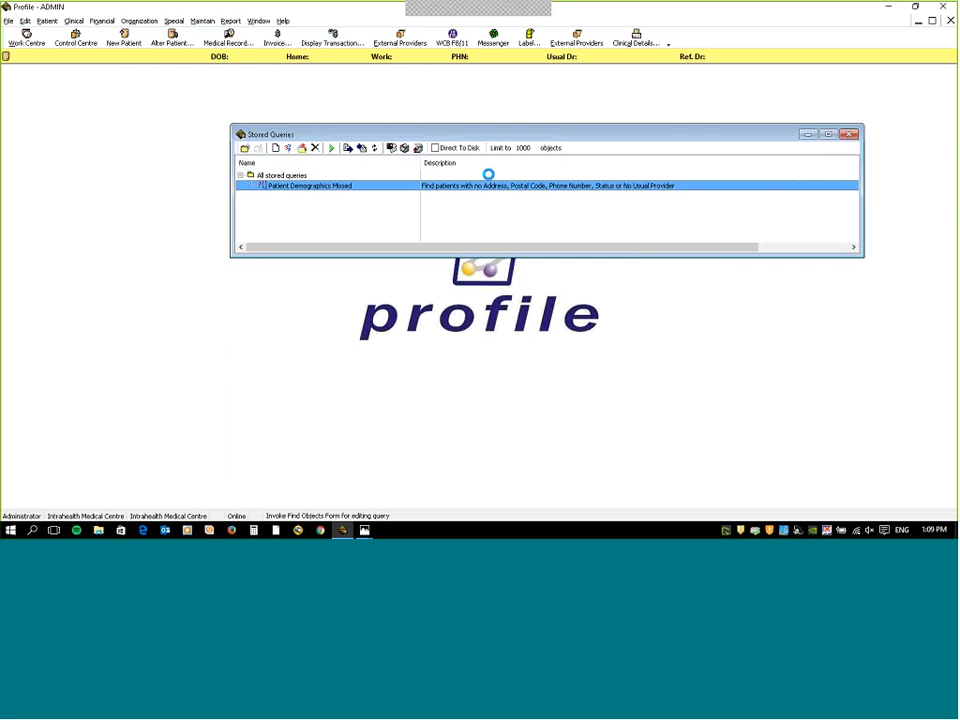 Profile - ADMIN
File Edit Patient Clinical Financial Organization Special Maintain Report Window Help
Work Centre Control Centre New Patient Alter Patient... Medical Record... Invoice... Display Transaction... External Providers WCB F8/11 Messenger Label... External Providers Clinical Details...
DOB: Home: Work: PHN: Usual Dr: Ref. Dr:
Stored Queries
Direct To Disk Limit to 1000 objects
Name Description
All stored queries
Patient Demographics Missed Find patients with no Address, Postal Code, Phone Number, Status or No Usual Provider
profile
Administrator Intrahealth Medical Centre Intrahealth Medical Centre Online Invoke Find Objects Form for editing query
ENG 1:09 PM